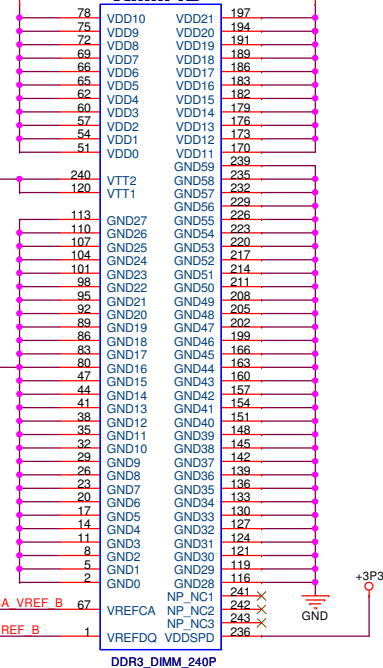 78 VDD10 VDD21 197
75 VDD9 VDD20 194
72 VDD8 VDD19 191
69 VDD7 VDD18 189
66 VDD6 VDD17 186
65 VDD5 VDD16 183
62 VDD4 VDD15 182
60 VDD3 VDD14 179
57 VDD2 VDD13 176
54 VDD1 VDD12 173
51 VDD0 VDD11 170
GND59 239
240 VTT2 GND58 235
120 VTT1 GND57 232
GND56 229
113 GND27 GND55 226
110 GND26 GND54 223
107 GND25 GND53 220
104 GND24 GND52 217
101 GND23 GND51 214
98 GND22 GND50 211
95 GND21 GND49 208
92 GND20 GND48 205
89 GND19 GND47 202
86 GND18 GND46 199
83 GND17 GND45 166
80 GND16 GND44 163
47 GND15 GND43 160
44 GND14 GND42 157
41 GND13 GND41 154
38 GND12 GND40 151
35 GND11 GND39 148
32 GND10 GND38 145
29 GND9 GND37 142
26 GND8 GND36 139
23 GND7 GND35 136
20 GND6 GND34 133
17 GND5 GND33 130
14 GND4 GND32 127
11 GND3 GND31 124
8 GND2 GND30 121
5 GND1 GND29 119
2 GND0 GND28 116
NP_NC1 241
CA_VREF_B 67 VREFCA NP_NC2 242
NP_NC3 243
REF_B 1 VREFDQ VDDSPD 236
GND
+3P3
DDR3_DIMM_240P